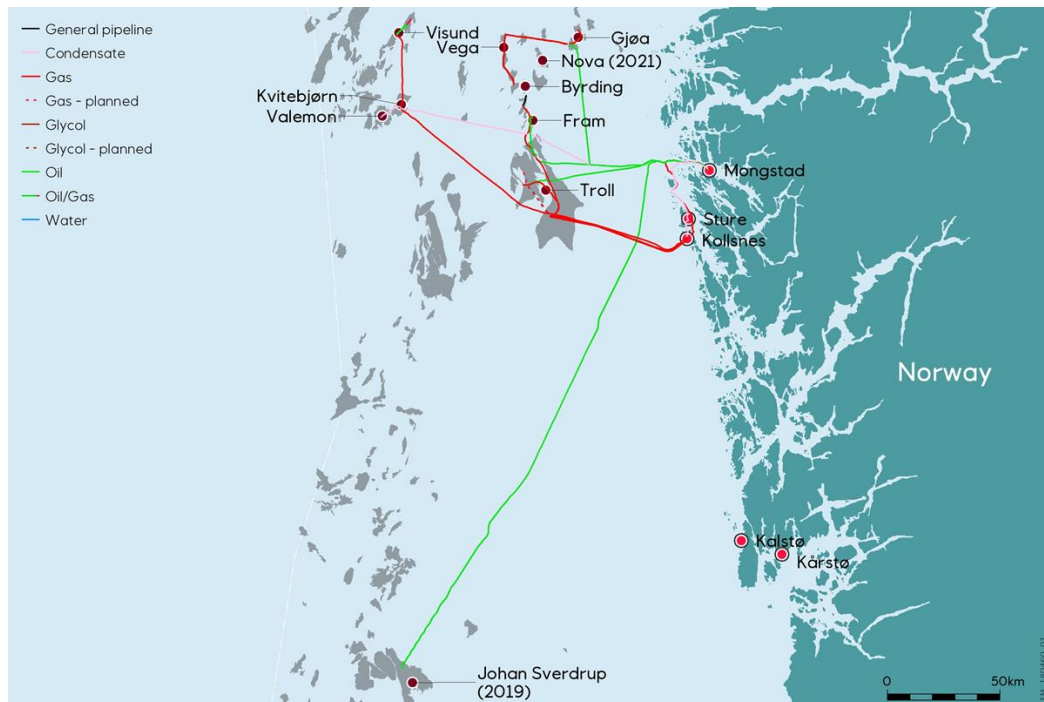 General pipeline
Condensate
Gas
Gas - planned
Glycol
Glycol - planned
Oil
Oil/Gas
Water
Visund
Vega
Gjøa
Nova (2021)
Byrding
Kvitebjørn
Valemon
Fram
Mongstad
Troll
Sture
Kollsnes
Norway
Kalstø
Kårstø
Johan Sverdrup
(2019)
0
50km